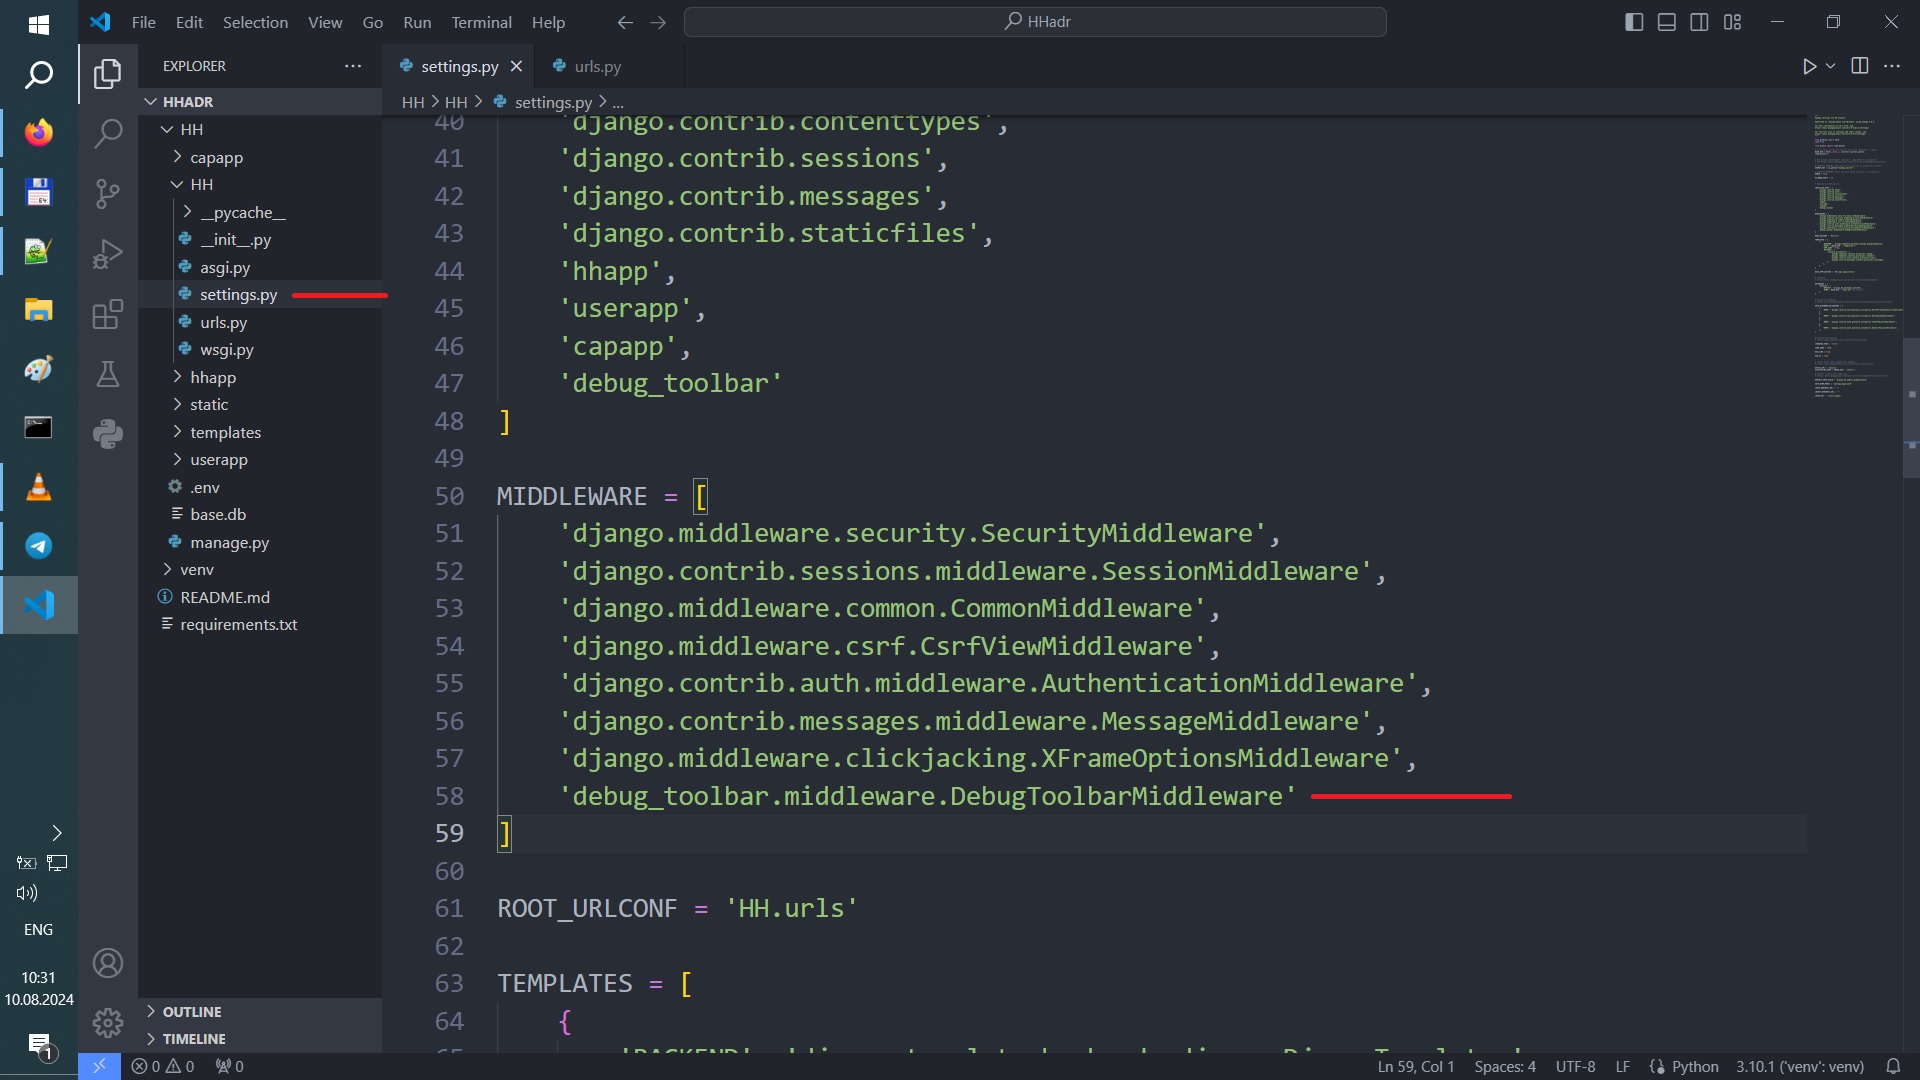 File Edit Selection View Go Run Terminal Help
HHadr
EXPLORER
settings.py
urls.py
HHADR
HH
capapp
HH
__pycache__
__init__.py
asgi.py
settings.py
urls.py
wsgi.py
hhapp
static
templates
userapp
.env
base.db
manage.py
venv
README.md
requirements.txt
OUTLINE
TIMELINE
HH > HH > settings.py > ...
40 'django.contrib.contenttypes',
41 'django.contrib.sessions',
42 'django.contrib.messages',
43 'django.contrib.staticfiles',
44 'hhapp',
45 'userapp',
46 'capapp',
47 'debug_toolbar'
48 ]
49
50 MIDDLEWARE = [
51 'django.middleware.security.SecurityMiddleware',
52 'django.contrib.sessions.middleware.SessionMiddleware',
53 'django.middleware.common.CommonMiddleware',
54 'django.middleware.csrf.CsrfViewMiddleware',
55 'django.contrib.auth.middleware.AuthenticationMiddleware',
56 'django.contrib.messages.middleware.MessageMiddleware',
57 'django.middleware.clickjacking.XFrameOptionsMiddleware',
58 'debug_toolbar.middleware.DebugToolbarMiddleware'
59 ]
60
61 ROOT_URLCONF = 'HH.urls'
62
63 TEMPLATES = [
64 {
ENG
10:31
10.08.2024
1
0 0 0
Ln 59, Col 1 Spaces: 4 UTF-8 LF Python 3.10.1 ('venv': venv)